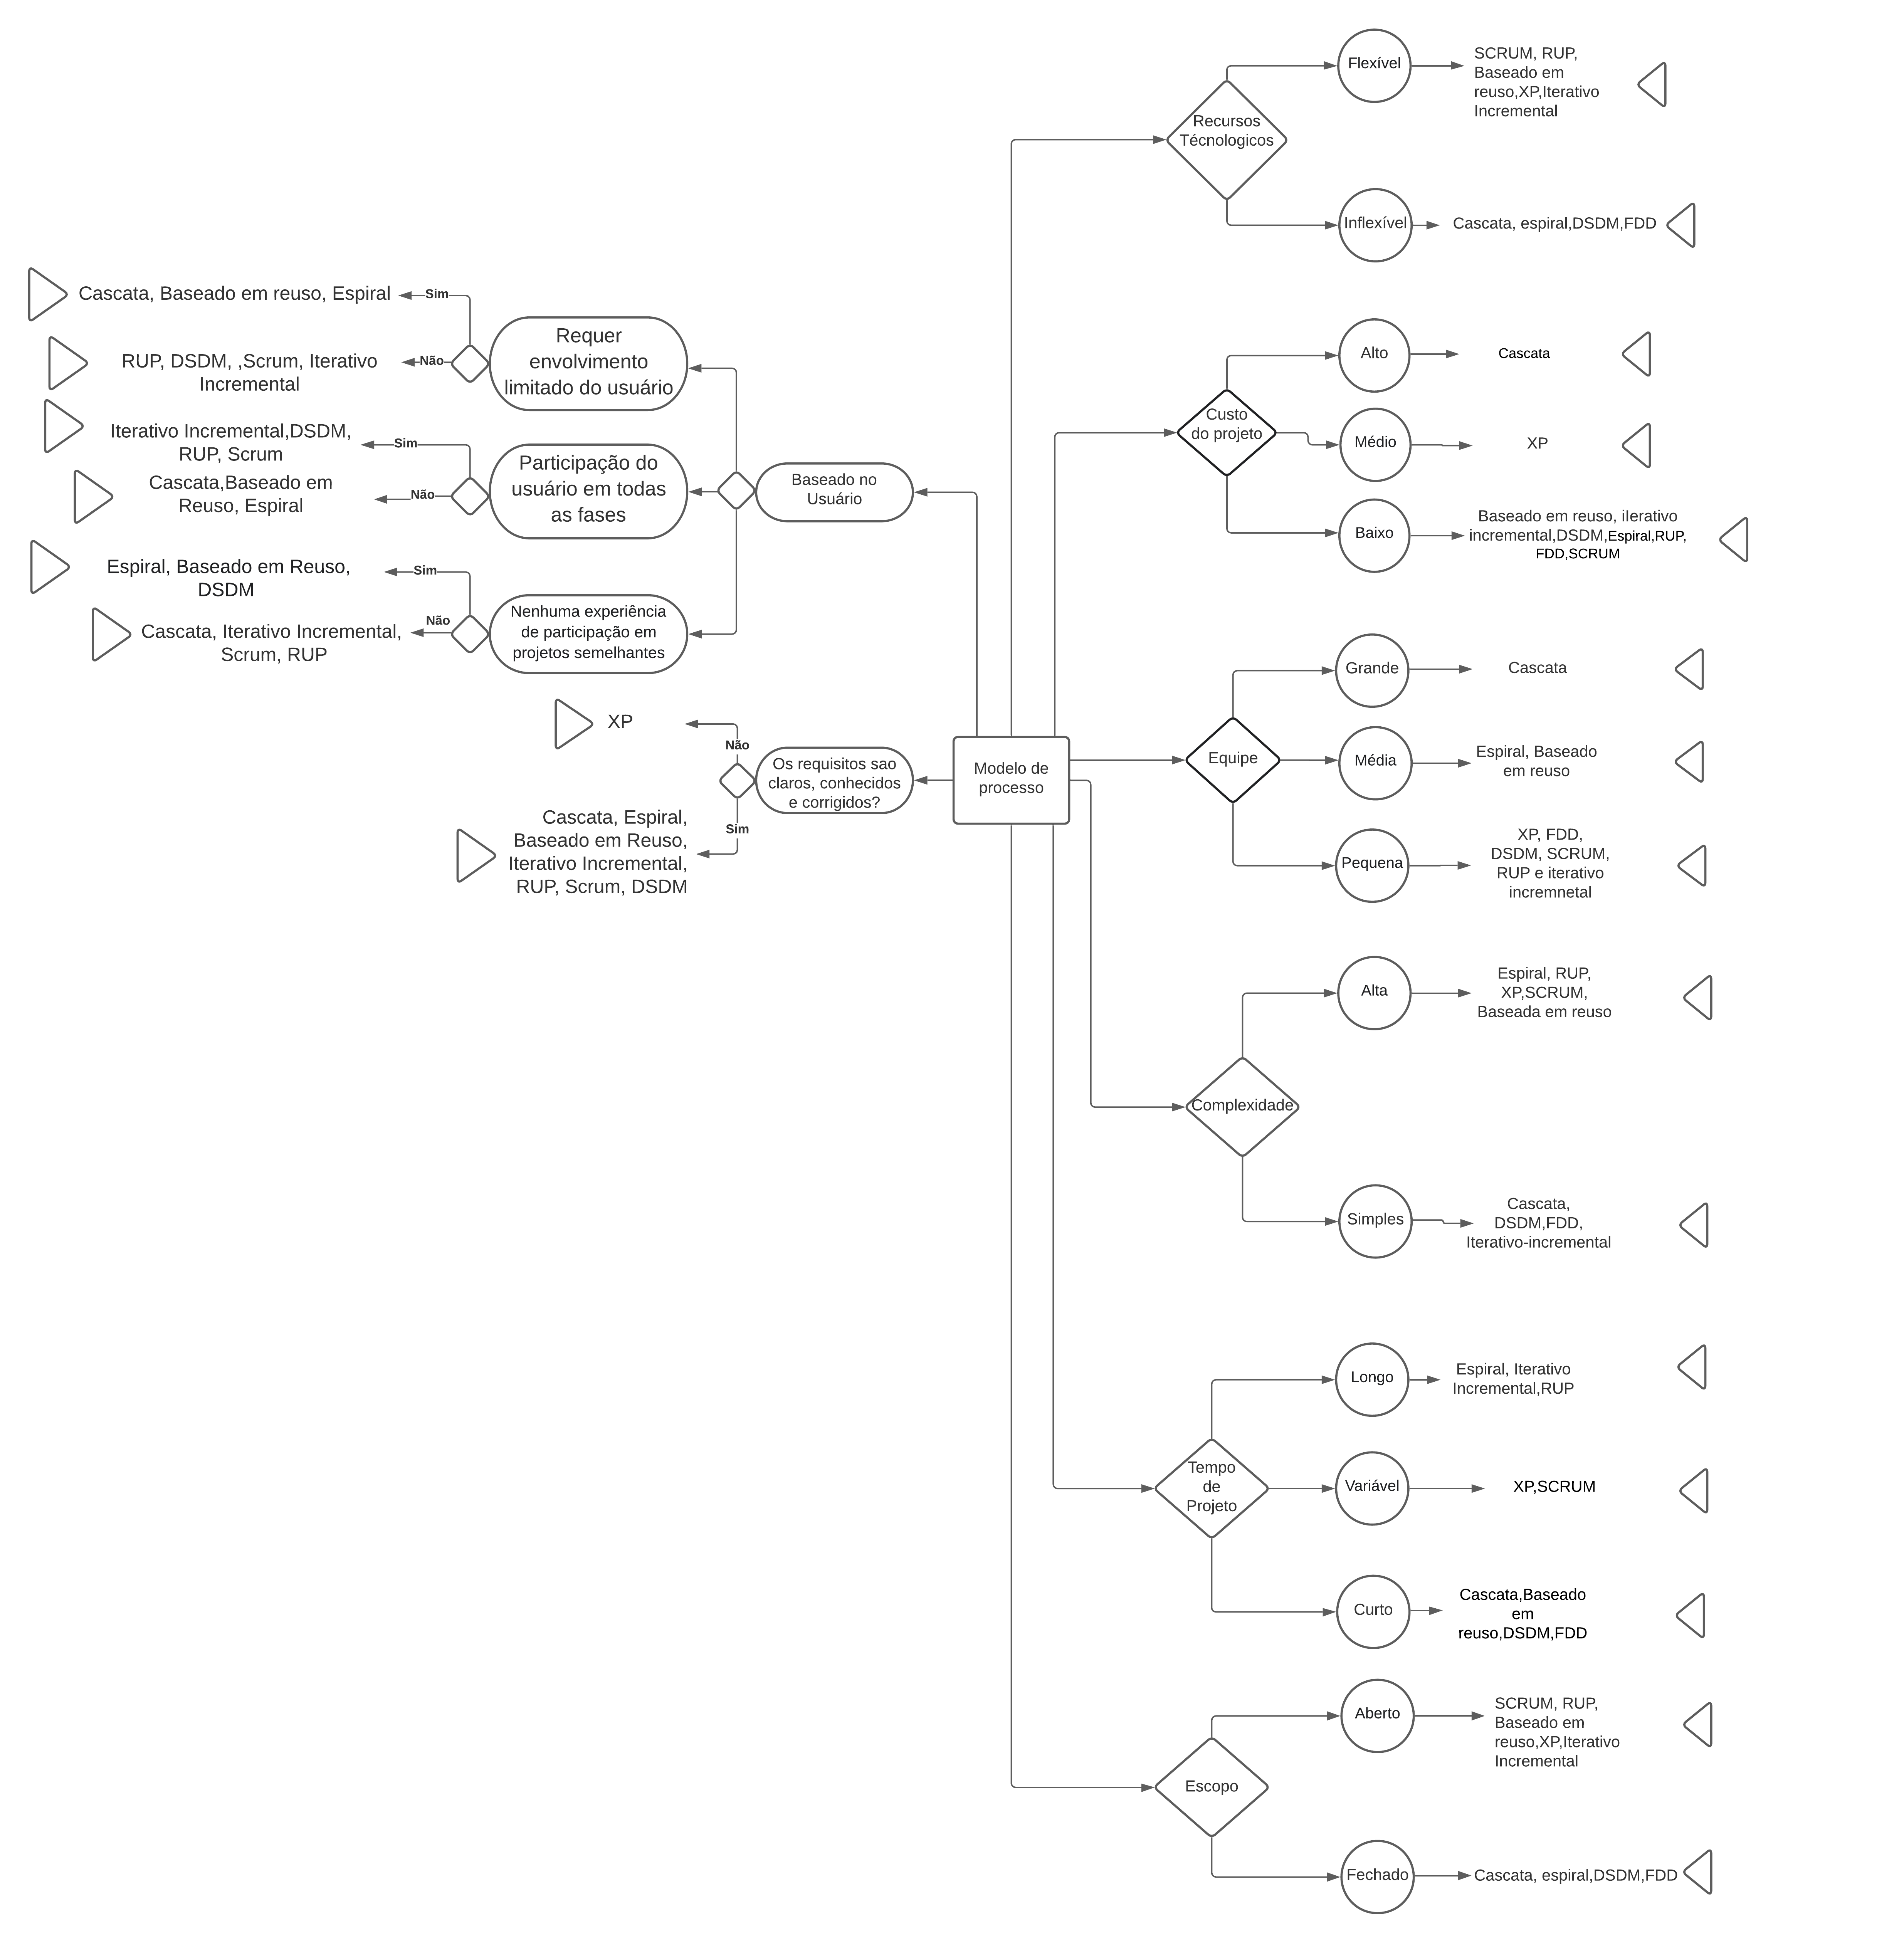 Flexível
SCRUM, RUP,
Baseado em
reuso,XP,Iterativo
Incremental
Recursos
Técnologicos
Inflexível
Cascata, espiral,DSDM,FDD
Cascata, Baseado em reuso, Espiral
Sim
Requer
envolvimento
limitado do usuário
Não
RUP, DSDM, ,Scrum, Iterativo
Incremental
Iterativo Incremental,DSDM,
RUP, Scrum
Sim
Participação do
usuário em todas
as fases
Cascata,Baseado em
Reuso, Espiral
Não
Baseado no
Usuário
Espiral, Baseado em Reuso,
DSDM
Sim
Nenhuma experiência
de participação em
projetos semelhantes
Não
Cascata, Iterativo Incremental,
Scrum, RUP
XP
Não
Os requisitos sao
claros, conhecidos
e corrigidos?
Sim
Cascata, Espiral,
Baseado em Reuso,
Iterativo Incremental,
RUP, Scrum, DSDM
Modelo de
processo
Alto
Cascata
Custo
do projeto
Médio
XP
Baixo
Baseado em reuso, ilerativo
incremental,DSDM,Espiral,RUP,
FDD,SCRUM
Grande
Cascata
Equipe
Média
Espiral, Baseado
em reuso
Pequena
XP, FDD,
DSDM, SCRUM,
RUP e iterativo
incremnetal
Alta
Espiral, RUP,
XP,SCRUM,
Baseada em reuso
Complexidade
Simples
Cascata,
DSDM,FDD,
Iterativo-incremental
Longo
Espiral, Iterativo
Incremental,RUP
Tempo
de
Projeto
Variável
XP,SCRUM
Curto
Cascata,Baseado
em
reuso,DSDM,FDD
Aberto
SCRUM, RUP,
Baseado em
reuso,XP,Iterativo
Incremental
Escopo
Fechado
Cascata, espiral,DSDM,FDD